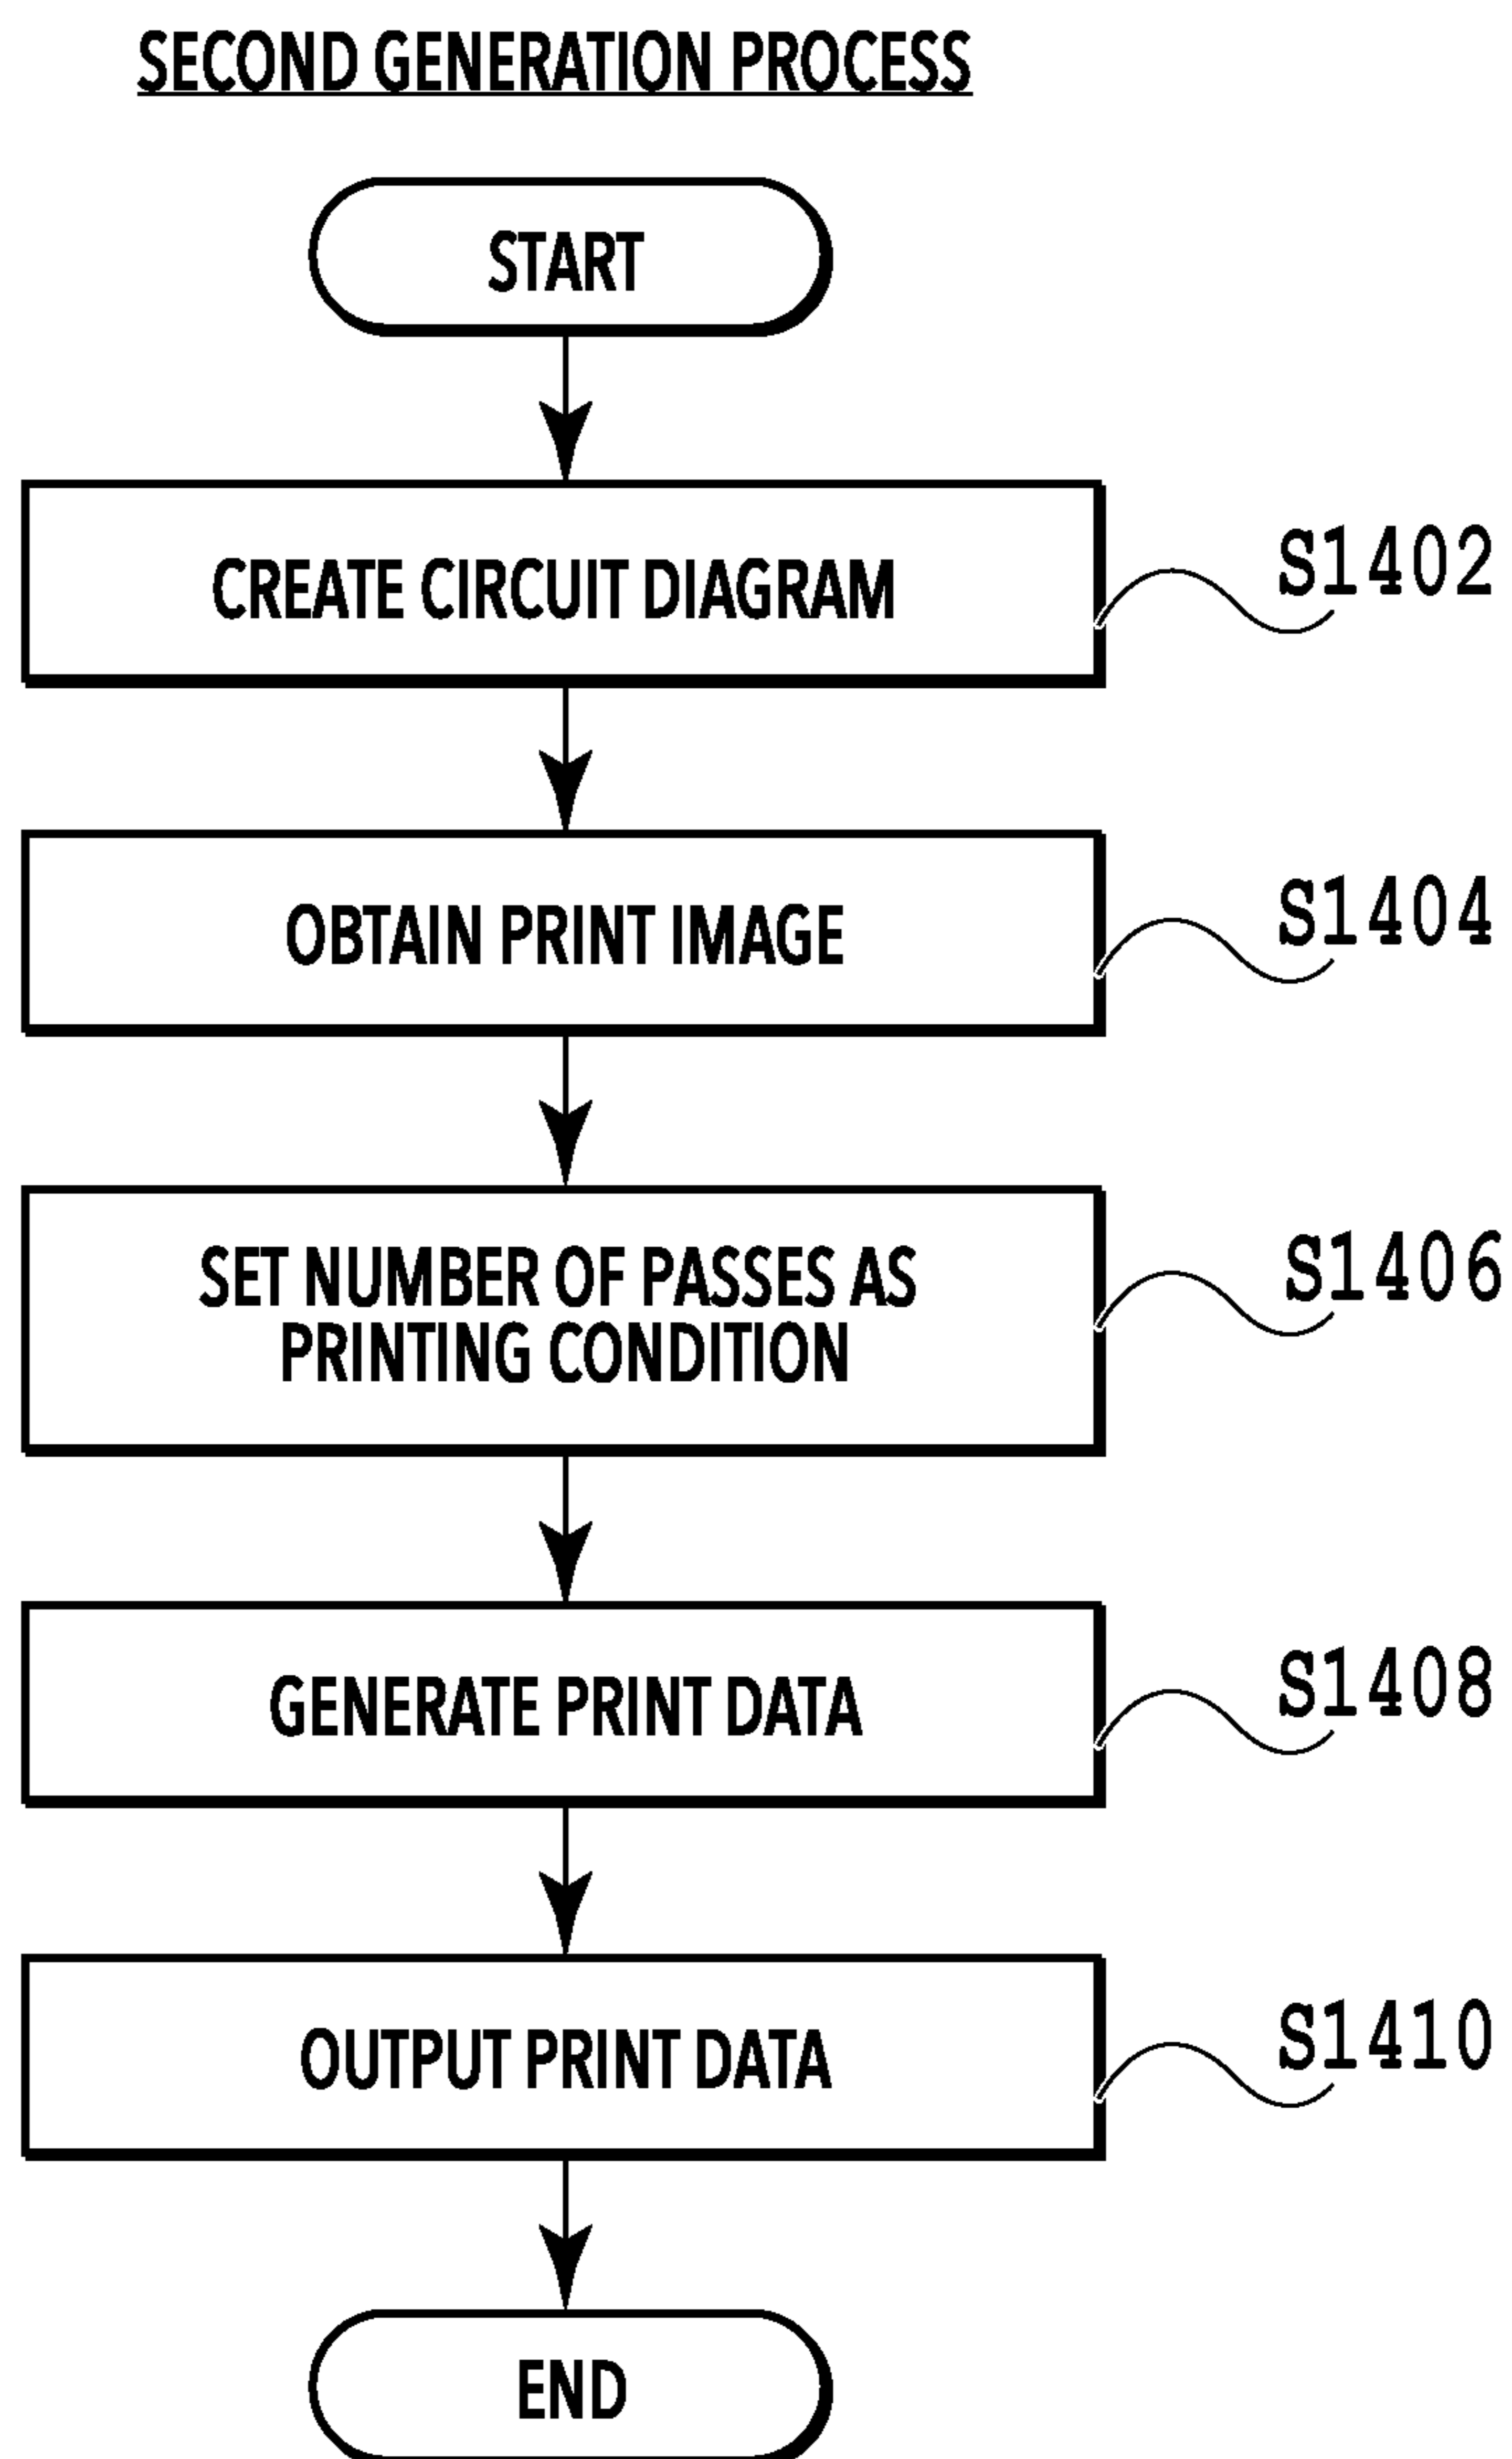 SECOND GENERATION PROCESS
START
CREATE CIRCUIT DIAGRAM
S1402
OBTAIN PRINT IMAGE
S1404
SET NUMBER OF PASSES AS
PRINTING CONDITION
S1406
GENERATE PRINT DATA
S1408
OUTPUT PRINT DATA
S1410
END